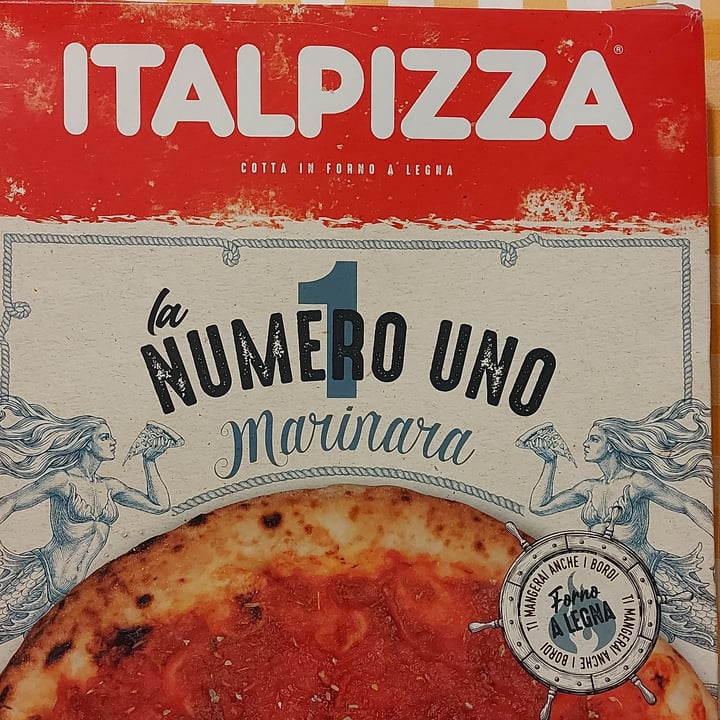 ITALPIZZA®
COTTA IN FORNO A LEGNA
1
la
NUMERO UNO
Marinara
TI MANGERAI ANCHE I BORDI
TI MANGERAI ANCHE I BORDI
Forno
A LEGNA